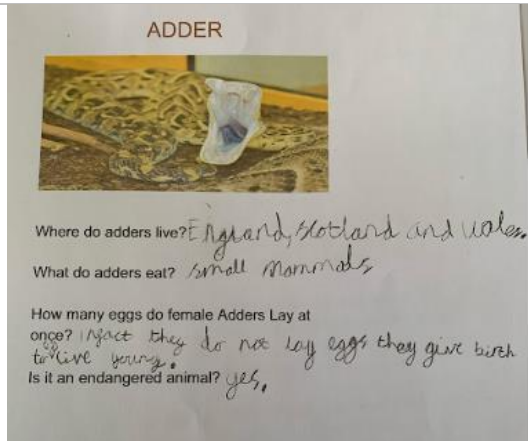 ADDER
Where do adders live? England, Scotland and wales.
What do adders eat? small mammals
How many eggs do female Adders Lay at
once? infact they do not lay eggs they give birth
to live young.
Is it an endangered animal? yes.